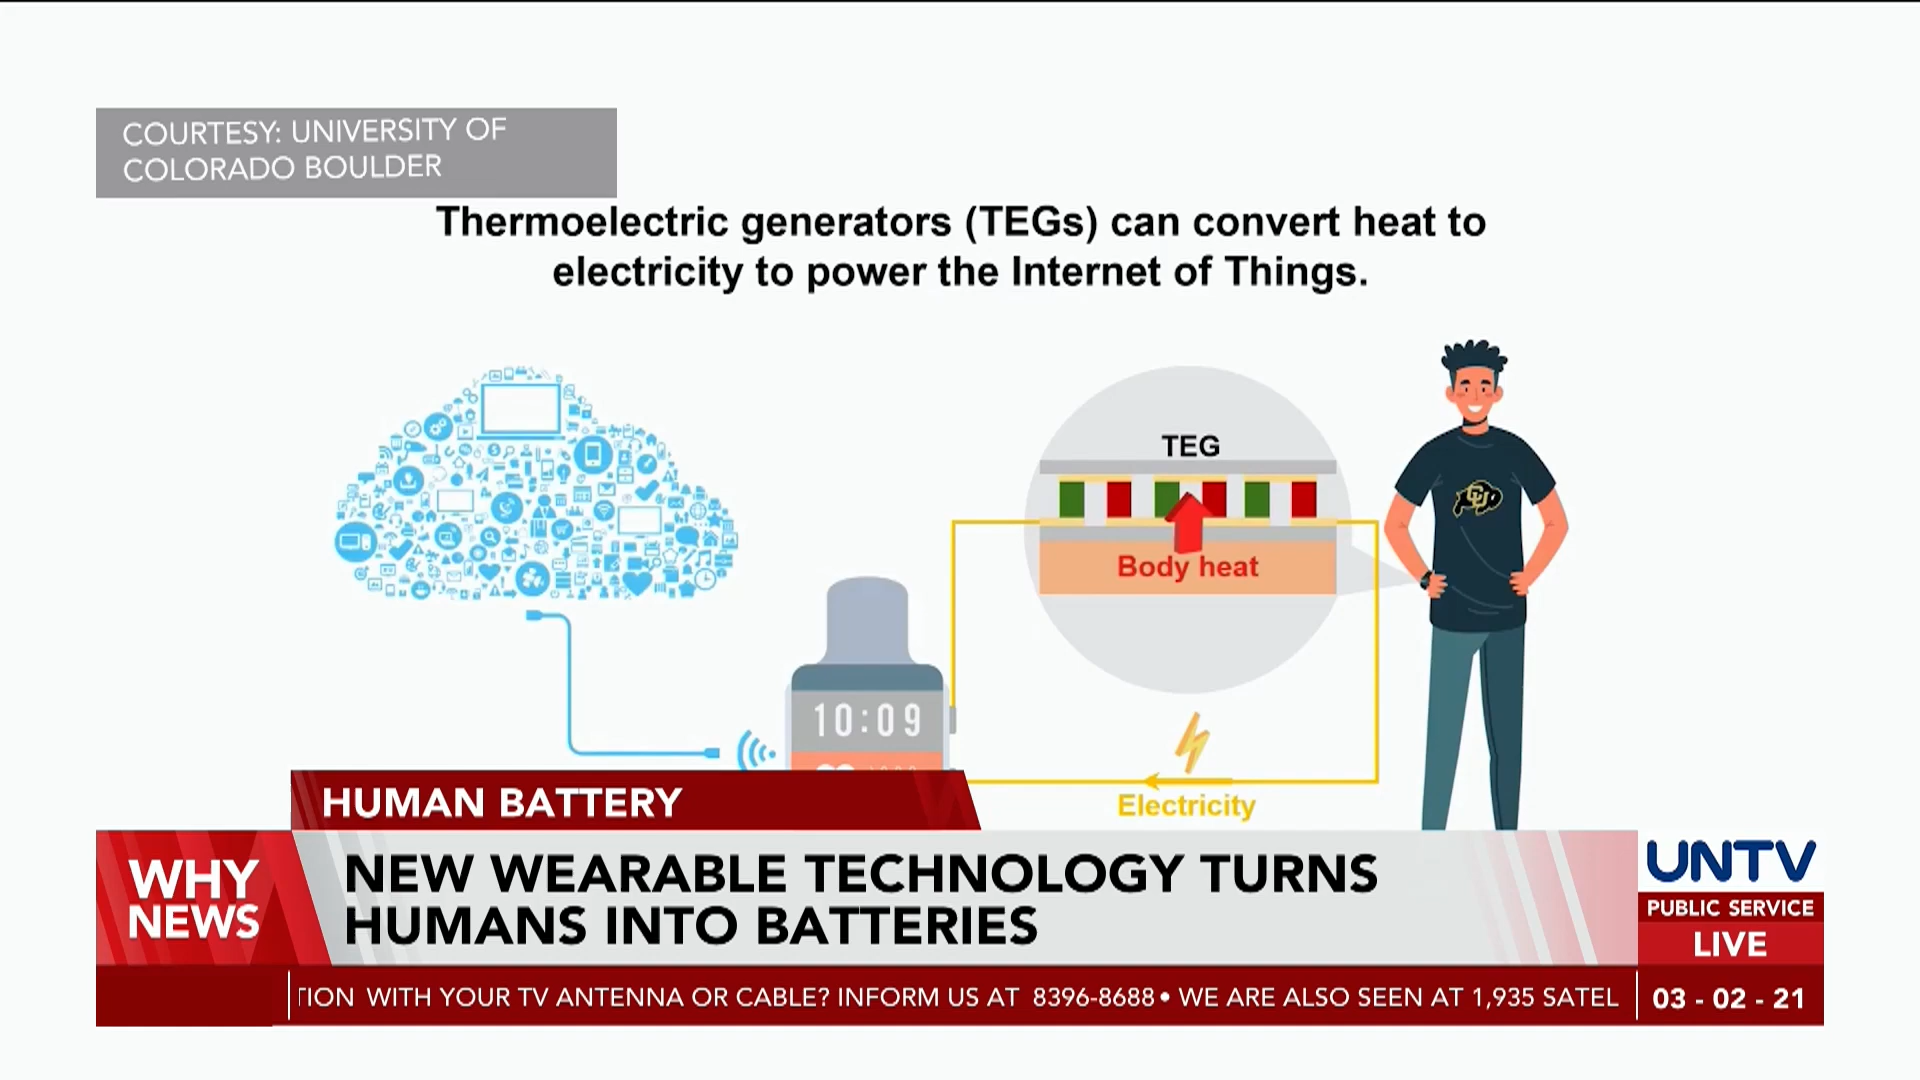 COURTESY: UNIVERSITY OF
COLORADO BOULDER
Thermoelectric generators (TEGs) can convert heat to
electricity to power the Internet of Things.
TEG
Body heat
CU
10:09
Electricity
HUMAN BATTERY
WHY
NEWS
NEW WEARABLE TECHNOLOGY TURNS
HUMANS INTO BATTERIES
UNTV
PUBLIC SERVICE
LIVE
WITH YOUR TV ANTENNA OR CABLE? INFORM US AT 8396-8688 • WE ARE ALSO SEEN AT 1,935
03 - 02 - 21